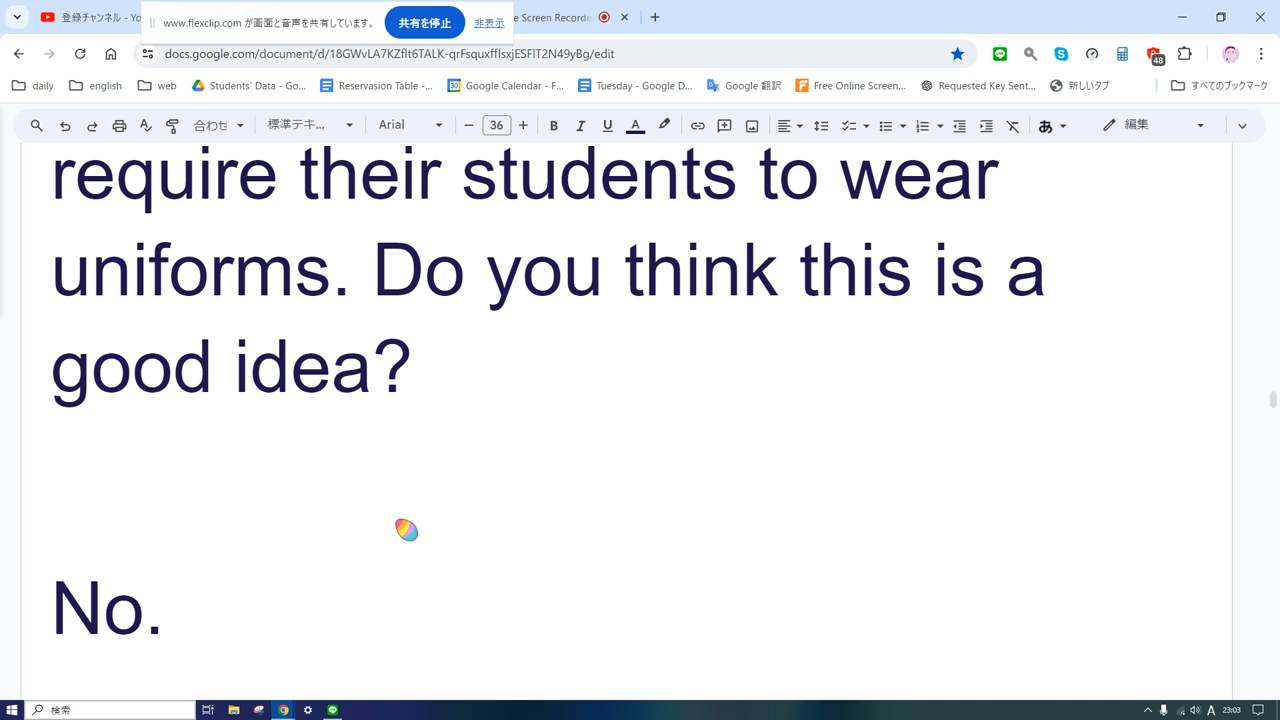 登録チャンネル - Yo
www.flexclip.com が画面と音声を共有しています。
共有を停止
非表示
e Screen Recorde
docs.google.com/document/d/18GWvLA7KZfIt6TALK-qrFsquxfflsxjESFlT2N49yBg/edit
48
daily
english
web
Students' Data - Go...
Reservasion Table -...
Google Calendar - F...
Tuesday - Google D...
Google 翻訳
Free Online Screen...
Requested Key Sent...
新しいタブ
すべてのブックマーク
合わせ
標準テキ...
Arial
36
B
I
U
A
あ
編集
require their students to wear
uniforms. Do you think this is a
good idea?
No.
検索
A
23:03